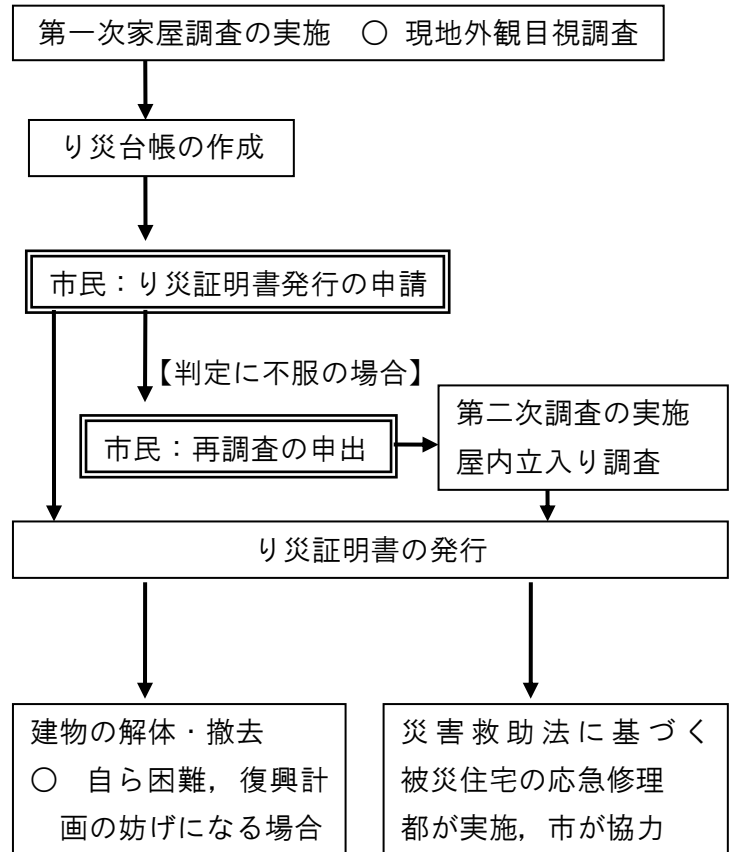 第一次家屋調査の実施　○ 現地外観目視調査
り災台帳の作成
市民：り災証明書発行の申請
【判定に不服の場合】
市民：再調査の申出
第二次調査の実施
屋内立入り調査
り災証明書の発行
建物の解体・撤去
○　自ら困難，復興計
画の妨げになる場合
災害救助法に基づく
被災住宅の応急修理
都が実施，市が協力